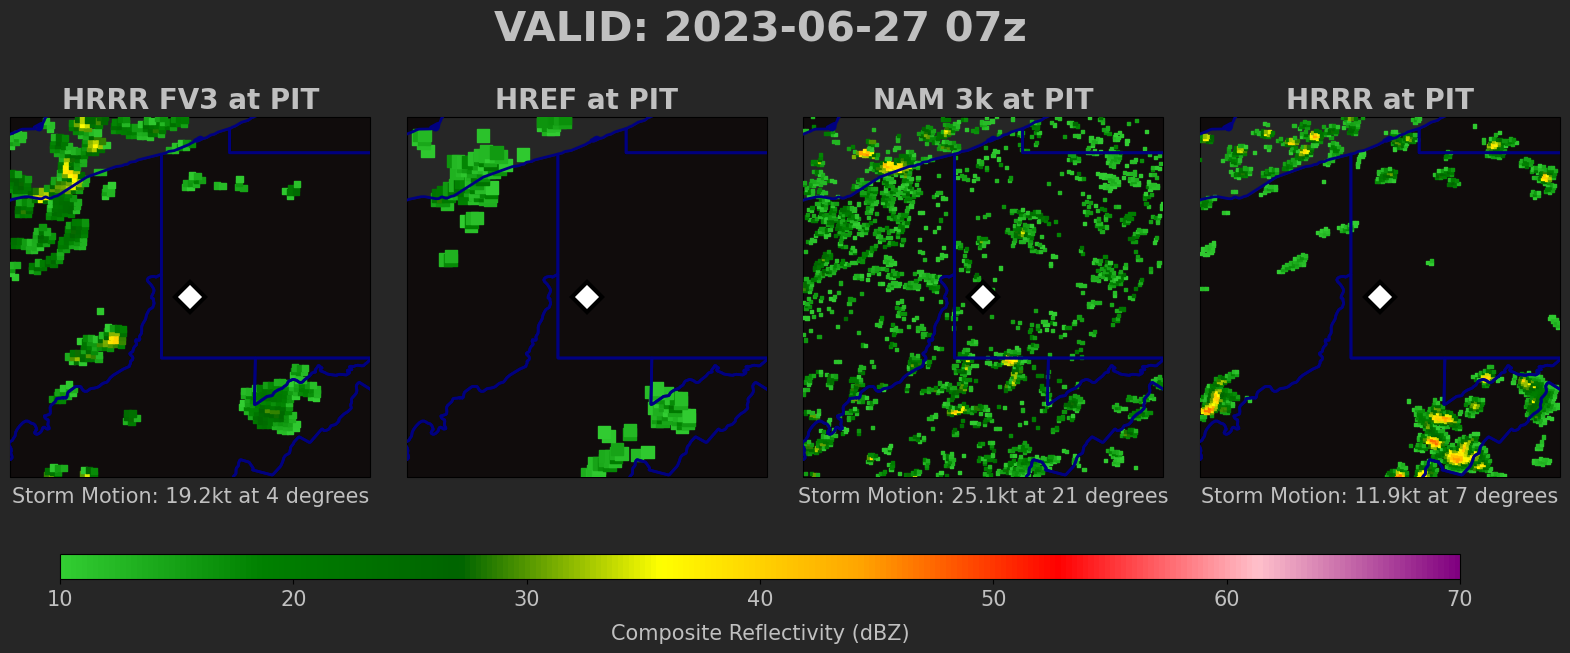 VALID: 2023-06-27 07z
HRRR FV3 at PIT
HREF at PIT
NAM 3k at PIT
HRRR at PIT
Storm Motion: 19.2kt at 4 degrees
Storm Motion: 25.1kt at 21 degrees
Storm Motion: 11.9kt at 7 degrees
10 20 30 40 50 60 70
Composite Reflectivity (dBZ)